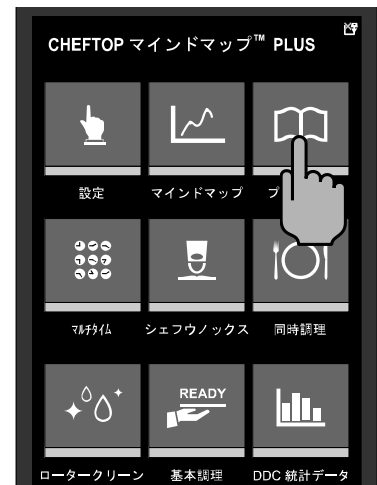 CHEFTOP マインドマップ™ PLUS
設定
マインドマップ
プ
マルチタイム
シェフウノックス
同時調理
READY
ロータークリーン
基本調理
DDC 統計データ